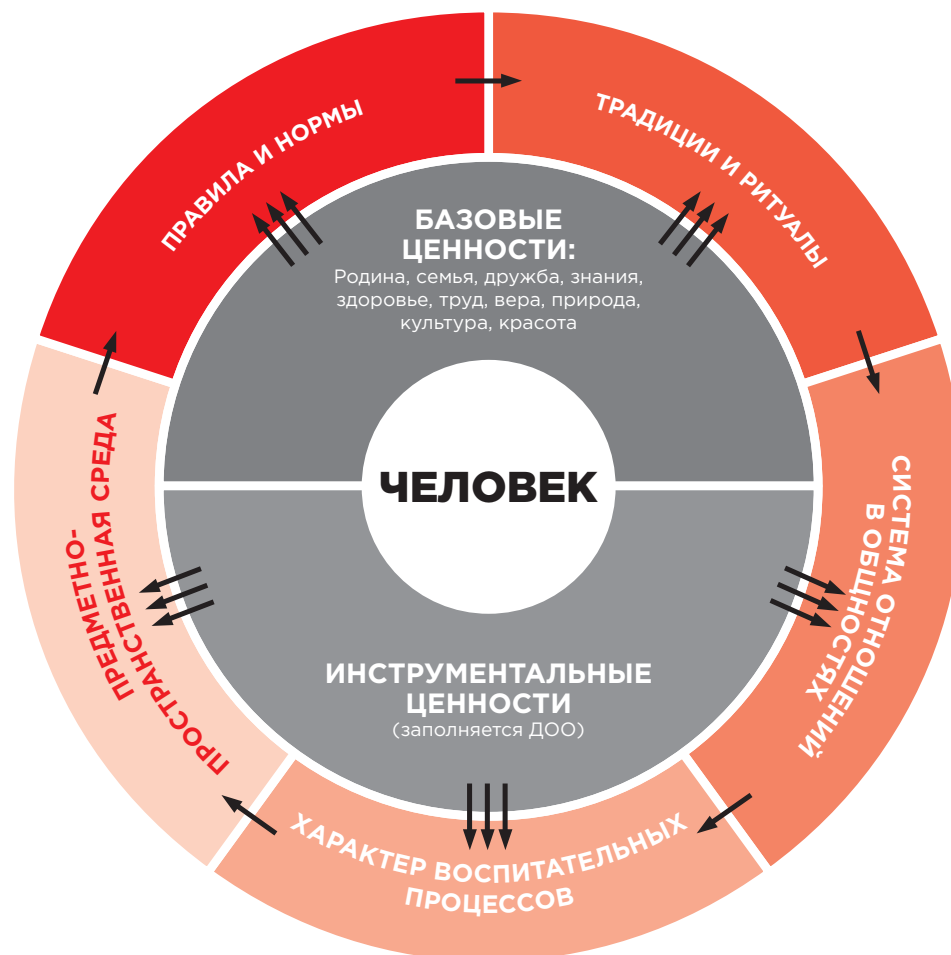 ПРАВИЛА И НОРМЫ
ТРАДИЦИИ И РИТУАЛЫ
БАЗОВЫЕ
ЦЕННОСТИ:
Родина, семья, дружба, знания,
здоровье, труд, вера, природа,
культура, красота
ЧЕЛОВЕК
СИСТЕМА ОТНОШЕНИЙ
В ОБЩНОСТЯХ
ПРЕДМЕТНО-
ПРОСТРАНСТВЕННАЯ СРЕДА
ИНСТРУМЕНТАЛЬНЫЕ
ЦЕННОСТИ
(заполняется ДОО)
ХАРАКТЕР ВОСПИТАТЕЛЬНЫХ
ПРОЦЕССОВ